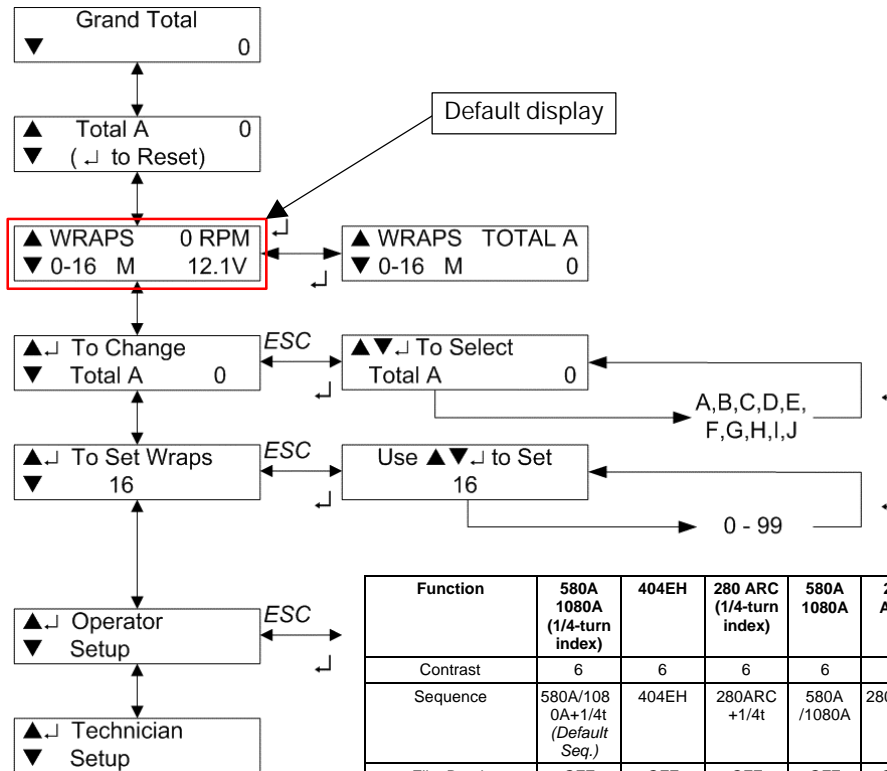 Grand Total
▼ 0
Default display
▲ Total A 0
▼ ( ↵ to Reset)
▲ WRAPS 0 RPM
▼ 0-16 M 12.1V
↵
▲ WRAPS TOTAL A
▼ 0-16 M 0
↵
▲↵ To Change
▼ Total A 0
ESC
↵
▲▼↵ To Select
Total A 0
A,B,C,D,E,
F,G,H,I,J
▲↵ To Set Wraps
▼ 16
ESC
↵
Use ▲▼↵ to Set
16
0 - 99
▲↵ Operator
▼ Setup
ESC
↵
▲↵ Technician
▼ Setup
Function 580A 404EH 280 ARC 580A
1080A (1/4-turn 1080A
(1/4-turn index)
index)
Contrast 6 6 6 6
Sequence 580A/108 404EH 280ARC 580A
0A+1/4t +1/4t /1080A
(Default
Seq.)